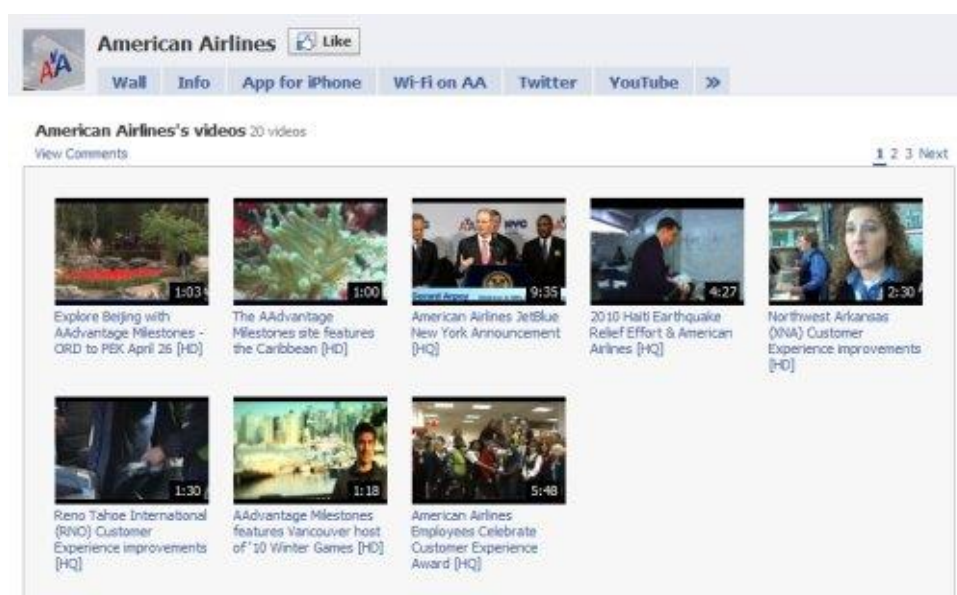 American Airlines Like
AA
Wall Info App for iPhone Wi-Fi on AA Twitter YouTube »
American Airlines's videos 20 videos
View Comments
1 2 3 Next
1:03
1:00
NYC
Gerard Arpey
9:35
4:27
2:30
Explore Beijing with
AAdvantage Milestones -
ORD to PEK April 26 [HD]
The AAdvantage
Milestones site features
the Caribbean [HD]
American Airlines JetBlue
New York Announcement
[HQ]
2010 Haiti Earthquake
Relief Effort & American
Airlines [HQ]
Northwest Arkansas
(XNA) Customer
Experience improvements
[HD]
1:30
1:18
5:48
Reno Tahoe International
(RNO) Customer
Experience improvements
[HQ]
AAdvantage Milestones
features Vancouver host
of '10 Winter Games [HD]
American Airlines
Employees Celebrate
Customer Experience
Award [HQ]